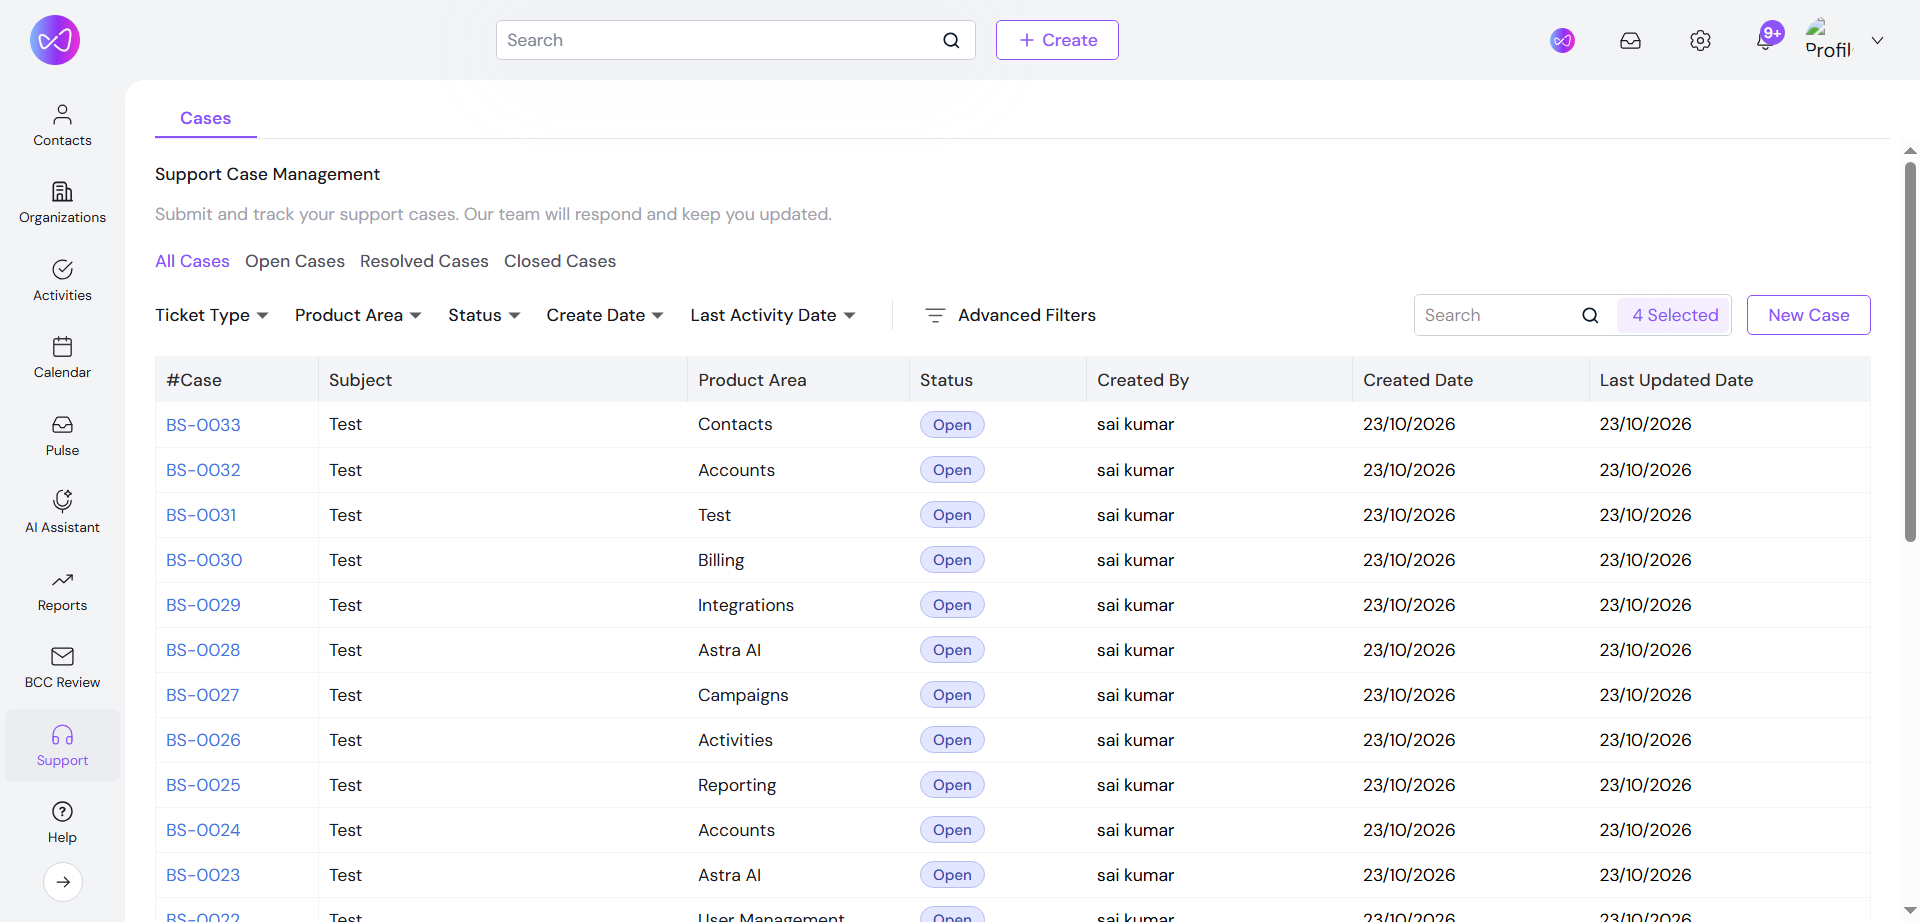 Search
+ Create
9+
Profil
Contacts
Organizations
Activities
Calendar
Pulse
AI Assistant
Reports
BCC Review
Support
Help
Cases
Support Case Management
Submit and track your support cases. Our team will respond and keep you updated.
All Cases Open Cases Resolved Cases Closed Cases
Ticket Type Product Area Status Create Date Last Activity Date Advanced Filters Search 4 Selected New Case
#Case Subject Product Area Status Created By Created Date Last Updated Date
BS-0033 Test Contacts Open sai kumar 23/10/2026 23/10/2026
BS-0032 Test Accounts Open sai kumar 23/10/2026 23/10/2026
BS-0031 Test Test Open sai kumar 23/10/2026 23/10/2026
BS-0030 Test Billing Open sai kumar 23/10/2026 23/10/2026
BS-0029 Test Integrations Open sai kumar 23/10/2026 23/10/2026
BS-0028 Test Astra AI Open sai kumar 23/10/2026 23/10/2026
BS-0027 Test Campaigns Open sai kumar 23/10/2026 23/10/2026
BS-0026 Test Activities Open sai kumar 23/10/2026 23/10/2026
BS-0025 Test Reporting Open sai kumar 23/10/2026 23/10/2026
BS-0024 Test Accounts Open sai kumar 23/10/2026 23/10/2026
BS-0023 Test Astra AI Open sai kumar 23/10/2026 23/10/2026
BS-0022 Test User Management Open sai kumar 23/10/2026 23/10/2026